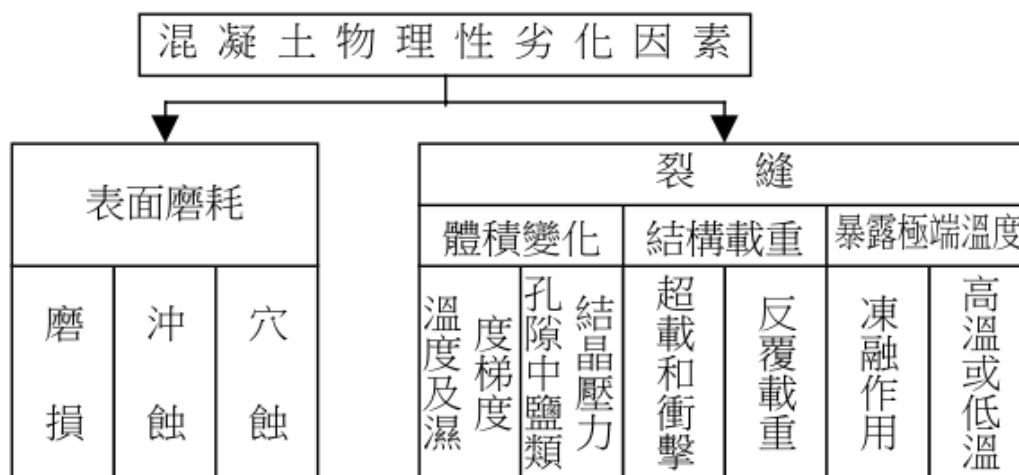 混凝土物理性劣化因素
表面磨耗
磨損
沖蝕
穴蝕
裂縫
體積變化
結構載重
暴露極端溫度
溫度及濕
度梯度
孔隙中鹽類
結晶壓力
超載和衝擊
反覆載重
凍融作用
高溫或低溫